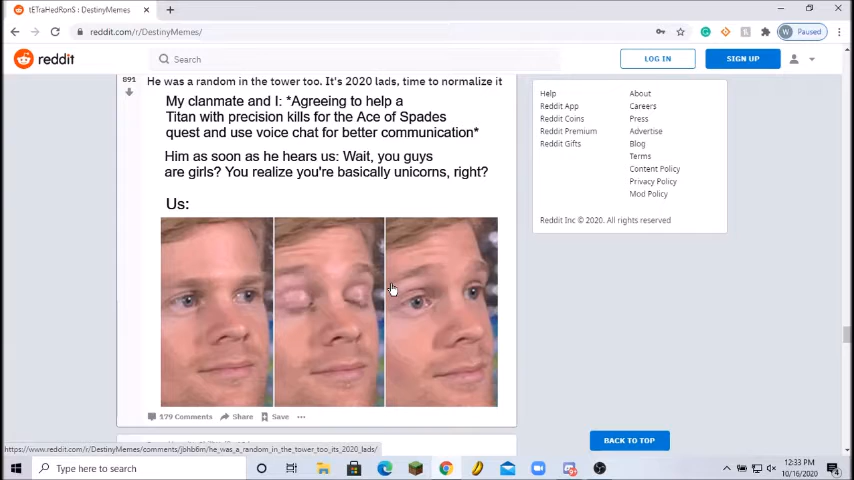 tETraHedRonS : DestinyMemes
reddit.com/r/DestinyMemes/
Paused
reddit
Search
LOG IN
SIGN UP
891
He was a random in the tower too. It's 2020 lads, time to normalize it
My clanmate and I: *Agreeing to help a
Titan with precision kills for the Ace of Spades
quest and use voice chat for better communication*
Him as soon as he hears us: Wait, you guys
are girls? You realize you're basically unicorns, right?
Us:
179 Comments
Share
Save
Help
About
Reddit App
Careers
Reddit Coins
Press
Reddit Premium
Advertise
Reddit Gifts
Blog
Terms
Content Policy
Privacy Policy
Mod Policy
Reddit Inc © 2020. All rights reserved
BACK TO TOP
https://www.reddit.com/r/DestinyMemes/comments/jbhb6m/he_was_a_random_in_the_tower_too_its_2020_lads/
Type here to search
12:33 PM
10/16/2020